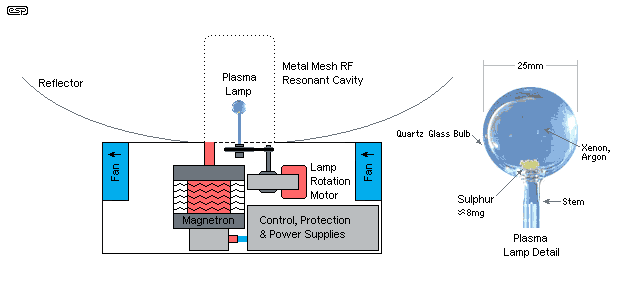 esp
Reflector
Metal Mesh RF
Resonant Cavity
Plasma
Lamp
Fan
Lamp
Rotation
Motor
Fan
Magnetron
Control, Protection
& Power Supplies
25mm
Quartz Glass Bulb
Xenon,
Argon
Sulphur
≈8mg
Stem
Plasma
Lamp Detail